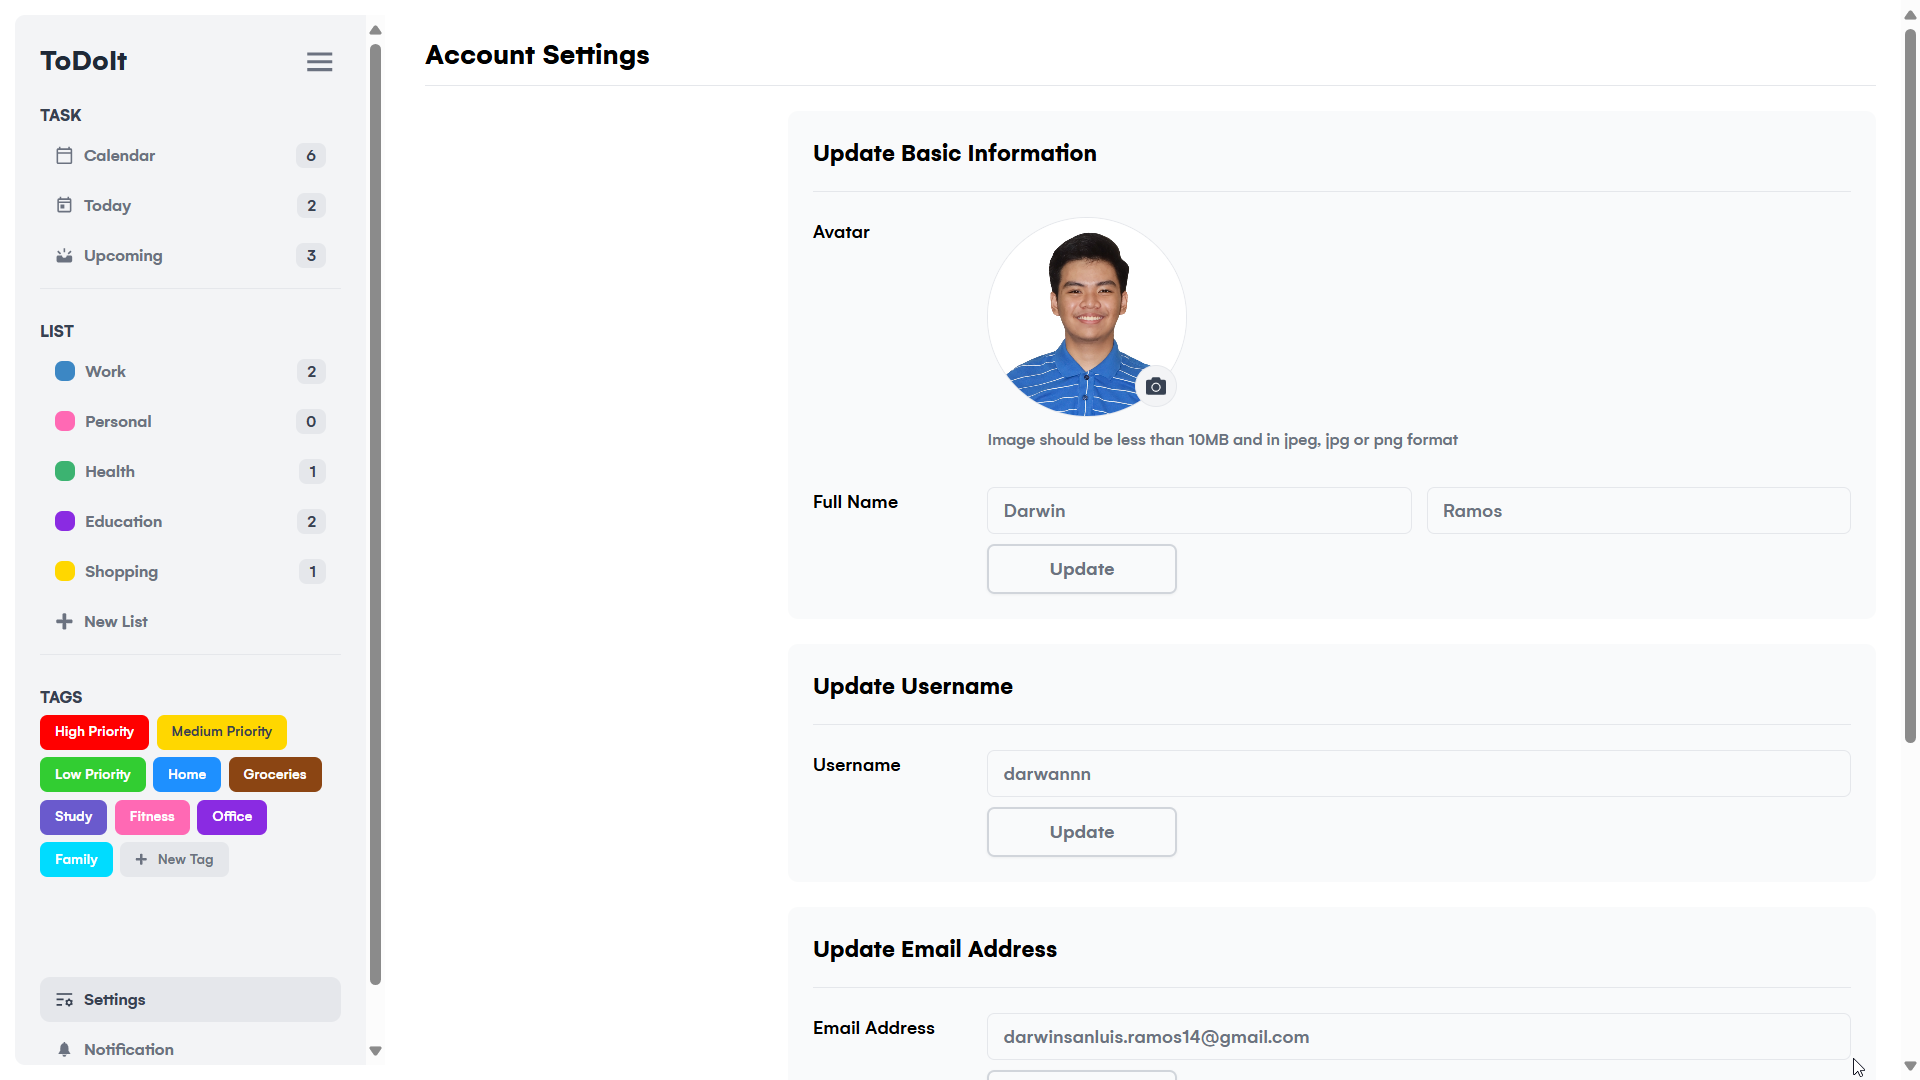 ToDoIt
TASK
Calendar 6
Today 2
Upcoming 3
LIST
Work 2
Personal 0
Health 1
Education 2
Shopping 1
New List
TAGS
High Priority Medium Priority
Low Priority Home Groceries
Study Fitness Office
Family New Tag
Settings
Notification
Account Settings
Update Basic Information
Avatar
Image should be less than 10MB and in jpeg, jpg or png format
Full Name Darwin Ramos
Update
Update Username
Username darwannn
Update
Update Email Address
Email Address darwinsanluis.ramos14@gmail.com